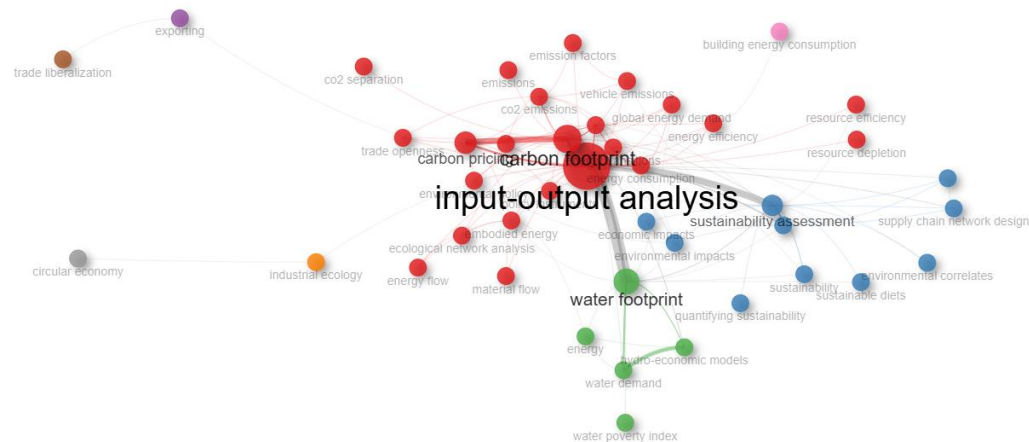 exporting
building energy consumption
emission factors
trade liberalization
co2 separation
emissions
vehicle emissions
co2 emissions
global energy demand
resource efficiency
energy efficiency
trade openness
resource depletion
carbon pricing
carbon footprint
energy consumption
input-output analysis
supply chain network design
sustainability assessment
embodied energy
economic impacts
ecological network analysis
environmental impacts
circular economy
industrial ecology
energy flow
material flow
sustainability
environmental correlates
sustainable diets
water footprint
quantifying sustainability
energy
hydro-economic models
water demand
water poverty index